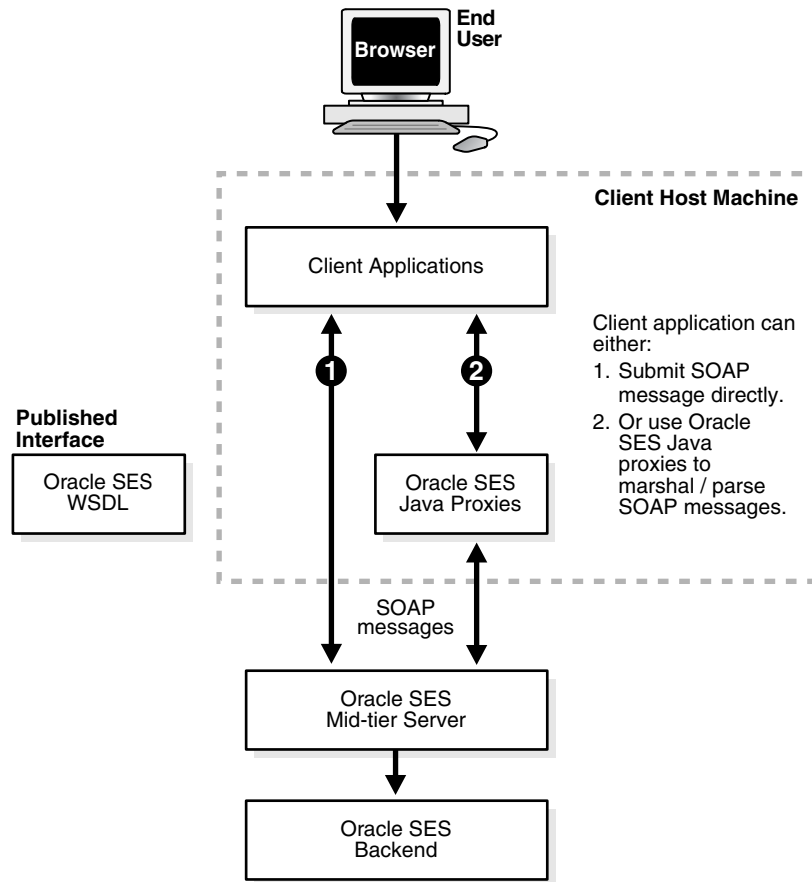 End
User
Browser
Client Host Machine
Client Applications
1
2
Client application can
either:
1. Submit SOAP
message directly.
2. Or use Oracle
SES Java
proxies to
marshal / parse
SOAP messages.
Published
Interface
Oracle SES
WSDL
Oracle SES
Java Proxies
SOAP
messages
Oracle SES
Mid-tier Server
Oracle SES
Backend